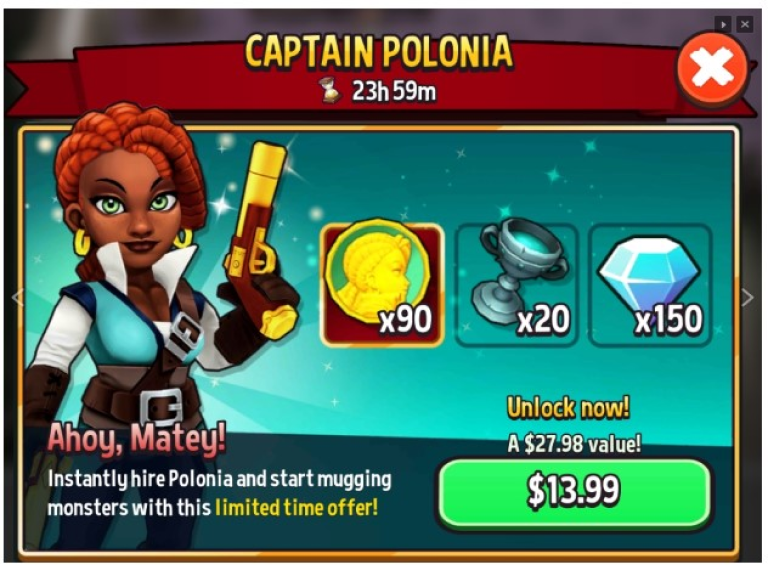 CAPTAIN POLONIA
23h 59m
x90
x20
x150
Unlock now!
A $27.98 value!
$13.99
Ahoy, Matey!
Instantly hire Polonia and start mugging
monsters with this limited time offer!